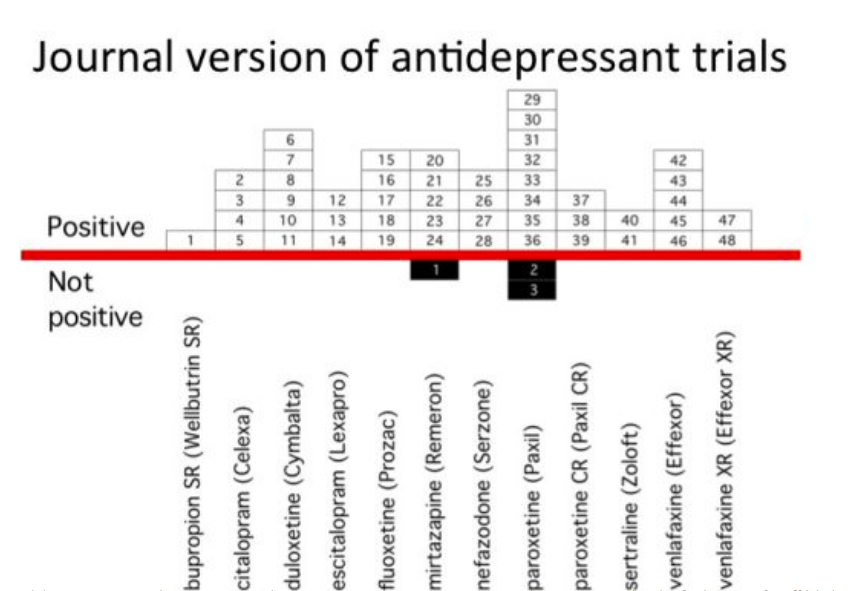 Journal version of antidepressant trials
29
30
6 31
7 15 20 32 42
2 8 16 21 25 33 43
3 9 12 17 22 26 34 37 44
Positive 4 10 13 18 23 27 35 38 40 45 47
1 5 11 14 19 24 28 36 39 41 46 48
Not 1 2
positive 3
bupropion SR (Wellbutrin SR)
citalopram (Celexa)
duloxetine (Cymbalta)
escitalopram (Lexapro)
fluoxetine (Prozac)
mirtazapine (Remeron)
nefazodone (Serzone)
paroxetine (Paxil)
paroxetine CR (Paxil CR)
sertraline (Zoloft)
venlafaxine (Effexor)
venlafaxine XR (Effexor XR)